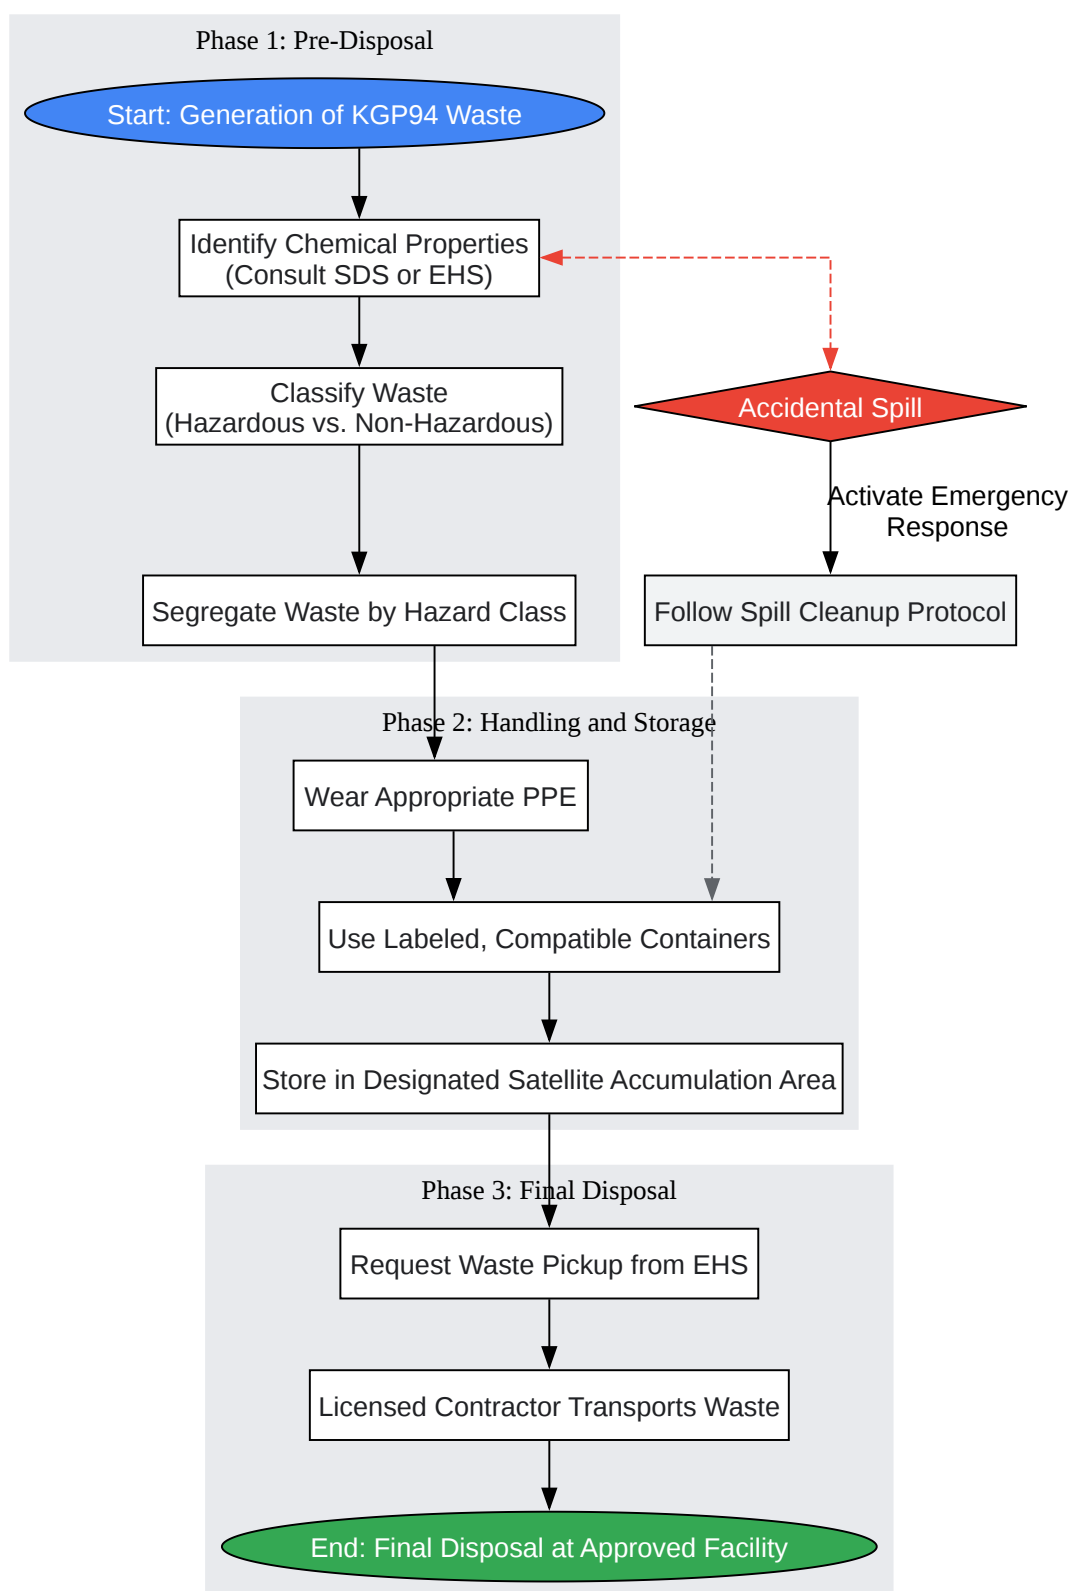 Phase 1: Pre-Disposal
Start: Generation of KGP94 Waste
Identify Chemical Properties
(Consult SDS or EHS)
Classify Waste
(Hazardous vs. Non-Hazardous)
Accidental Spill
Activate Emergency
Response
Segregate Waste by Hazard Class
Follow Spill Cleanup Protocol
Phase 2: Handling and Storage
Wear Appropriate PPE
Use Labeled, Compatible Containers
Store in Designated Satellite Accumulation Area
Phase 3: Final Disposal
Request Waste Pickup from EHS
Licensed Contractor Transports Waste
End: Final Disposal at Approved Facility